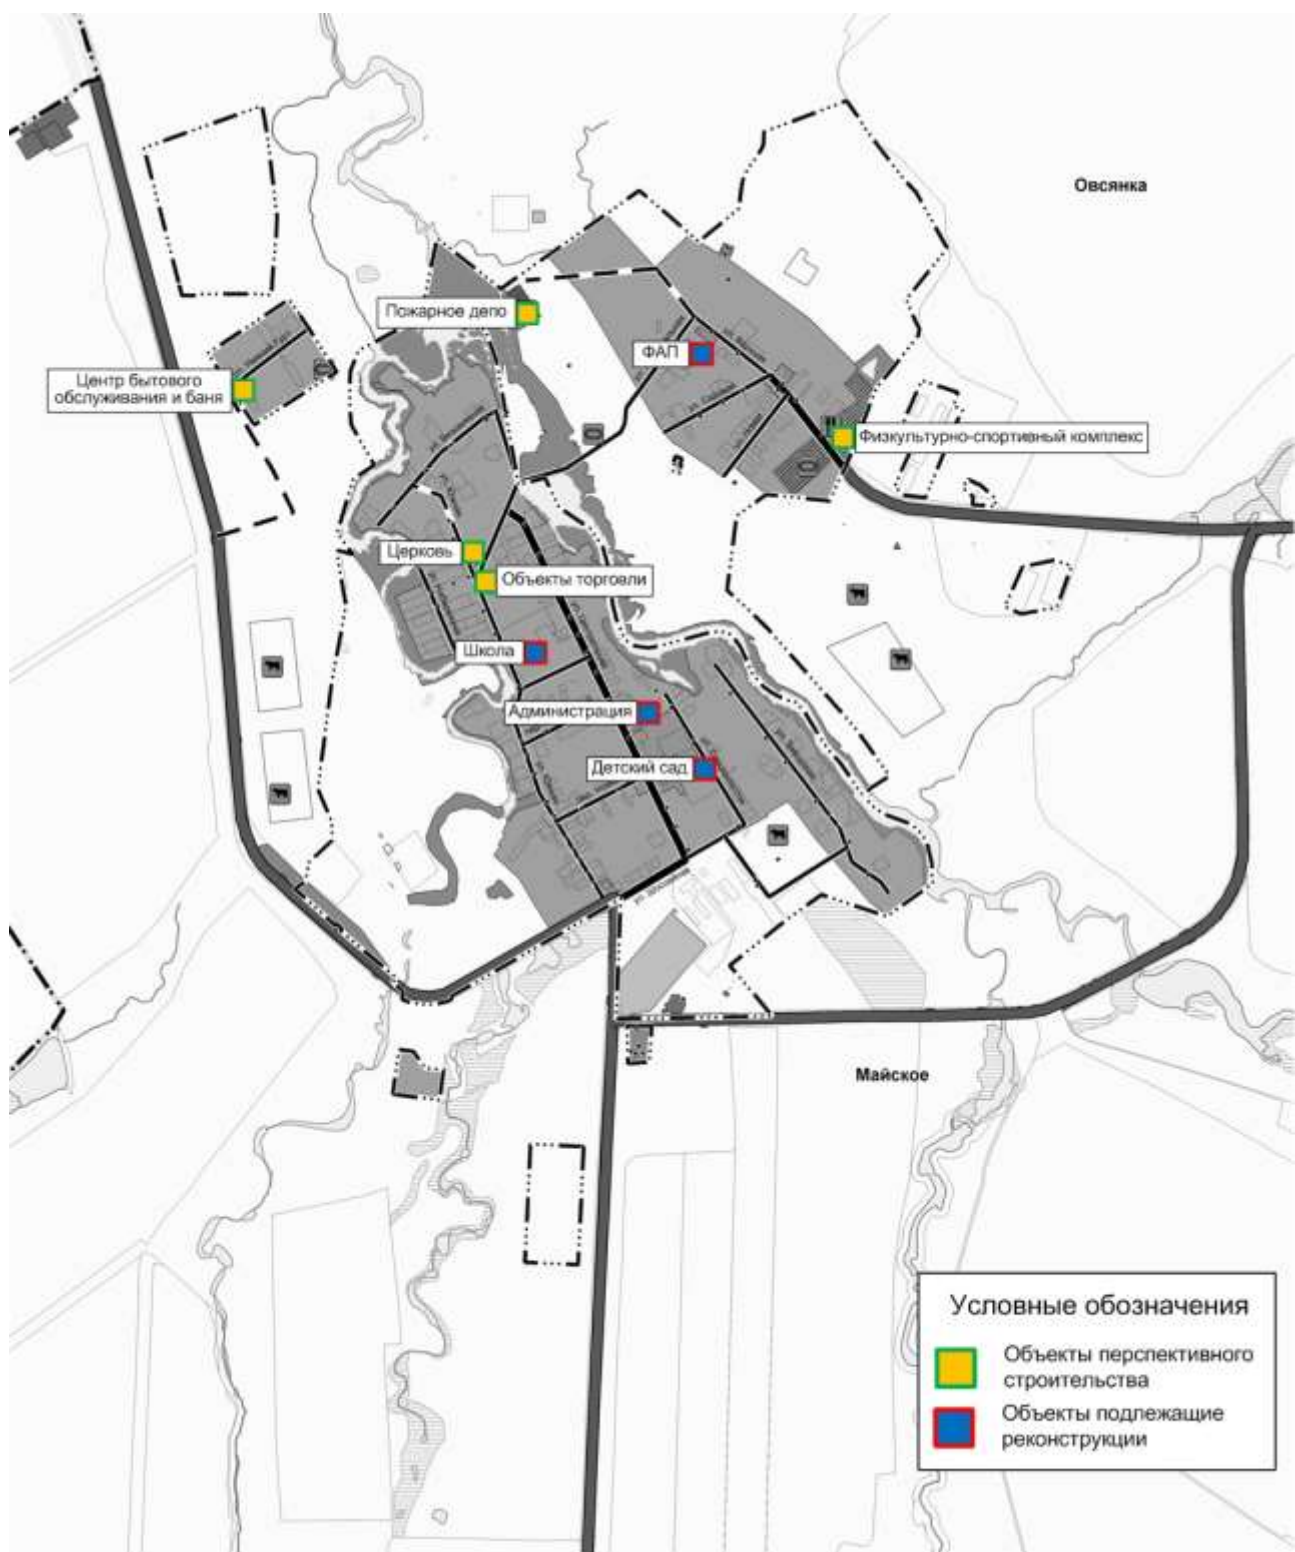 Овсянка
Пожарное депо
ФАП
Центр бытового
обслуживания и баня
Физкультурно-спортивный комплекс
Церковь
Объекты торговли
Школа
Администрация
Детский сад
Майское
Условные обозначения
Объекты перспективного
строительства
Объекты подлежащие
реконструкции